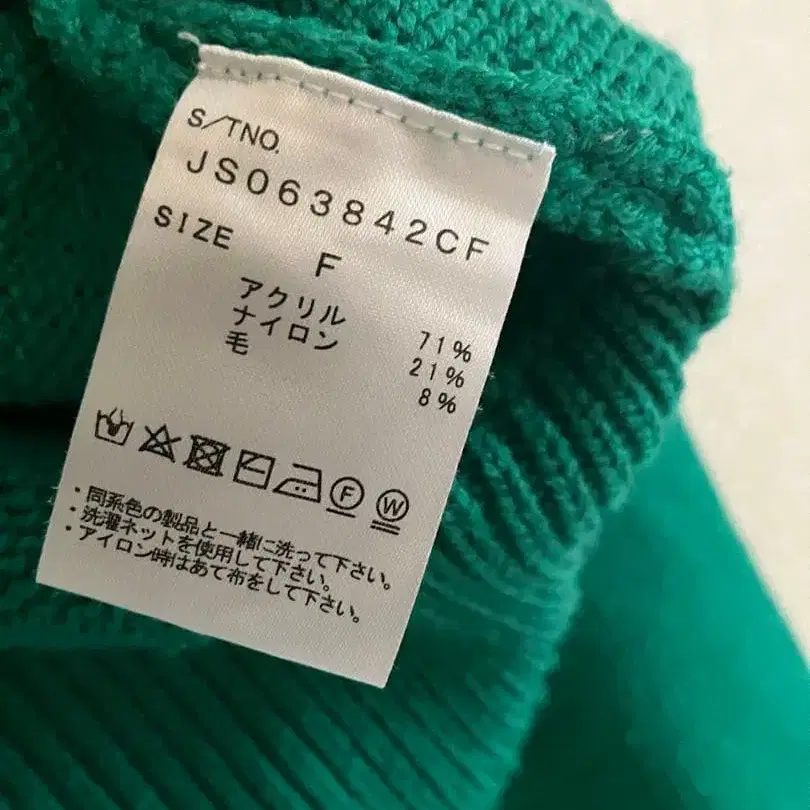 S/TNO.
JS063842CF
SIZE
F
アクリル 71%
ナイロン 21%
毛 8%
F W
・同系色の製品と一緒に洗って下さい。
・洗濯ネットを使用して下さい。
・アイロン時はあて布をして下さい。